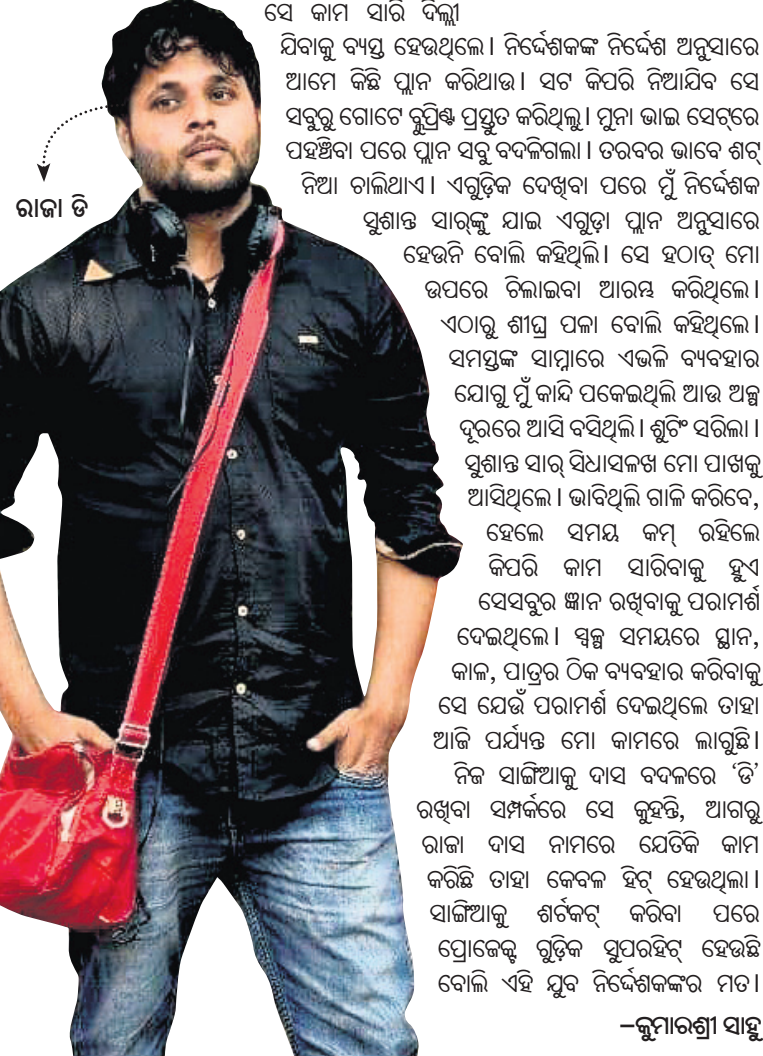 ସେ କାମ ସାରି ଦିଲ୍ଲୀ
ଯିବାକୁ ବ୍ୟସ୍ତ ହେଉଥିଲେ। ନିର୍ଦ୍ଦେଶକଙ୍କ ନିର୍ଦ୍ଦେଶ ଅନୁସାରେ
ଆମେ କିଛି ପ୍ଲାନ କରିଥାଉ। ସଟ କିପରି ନିଆଯିବ ସେ
ସବୁରୁ ଗୋଟେ ବ୍ଲୁପ୍ରିଣ୍ଟ ପ୍ରସ୍ତୁତ କରିଥିଲୁ। ମୁନା ଭାଇ ସେଟ୍‌ରେ
ପହଞ୍ଚିବା ପରେ ପ୍ଲାନ ସବୁ ବଦଳିଗଲା। ତରବର ଭାବେ ଶଟ୍
ନିଆ ଚାଲିଥାଏ। ଏଗୁଡ଼ିକ ଦେଖିବା ପରେ ମୁଁ ନିର୍ଦ୍ଦେଶକ
ରାଜା ଡି
ସୁଶାନ୍ତ ସାର୍‌ଙ୍କୁ ଯାଇ ଏଗୁଡ଼ା ପ୍ଲାନ ଅନୁସାରେ
ହେଉନି ବୋଲି କହିଥିଲି। ସେ ହଠାତ୍ ମୋ
ଉପରେ ଚିଲାଇବା ଆରମ୍ଭ କରିଥିଲେ।
ଏଠାରୁ ଶୀଘ୍ର ପଳା ବୋଲି କହିଥିଲେ।
ସମସ୍ତଙ୍କ ସାମ୍ନାରେ ଏଭଳି ବ୍ୟବହାର
ଯୋଗୁ ମୁଁ କାନ୍ଦି ପକେଇଥିଲି ଆଉ ଅଳ୍ପ
ଦୂରରେ ଆସି ବସିଥିଲି। ଶୁଟିଂ ସରିଲା।
ସୁଶାନ୍ତ ସାର୍ ସିଧାସଳଖ ମୋ ପାଖକୁ
ଆସିଥିଲେ। ଭାବିଥିଲି ଗାଳି କରିବେ,
ହେଲେ ସମୟ କମ୍ ରହିଲେ
କିପରି କାମ ସାରିବାକୁ ହୁଏ
ସେସବୁର ଜ୍ଞାନ ରଖିବାକୁ ପରାମର୍ଶ
ଦେଇଥିଲେ। ସ୍ୱଳ୍ପ ସମୟରେ ସ୍ଥାନ,
କାଳ, ପାତ୍ରର ଠିକ ବ୍ୟବହାର କରିବାକୁ
ସେ ଯେଉଁ ପରାମର୍ଶ ଦେଇଥିଲେ ତାହା
ଆଜି ପର୍ଯ୍ୟନ୍ତ ମୋ କାମରେ ଲାଗୁଛି।
ନିଜ ସାଙ୍ଗିଆକୁ ଦାସ ବଦଳରେ ‘ଡି’
ରଖିବା ସମ୍ପର୍କରେ ସେ କୁହନ୍ତି, ଆଗରୁ
ରାଜା ଦାସ ନାମରେ ଯେତିକି କାମ
କରିଛି ତାହା କେବଳ ହିଟ୍ ହେଉଥିଲା।
ସାଙ୍ଗିଆକୁ ଶର୍ଟକଟ୍ କରିବା ପରେ
ପ୍ରୋଜେକ୍ଟ ଗୁଡ଼ିକ ସୁପରହିଟ୍ ହେଉଛି
ବୋଲି ଏହି ଯୁବ ନିର୍ଦ୍ଦେଶକଙ୍କର ମତ।
–କୁମାରଶ୍ରୀ ସାହୁ